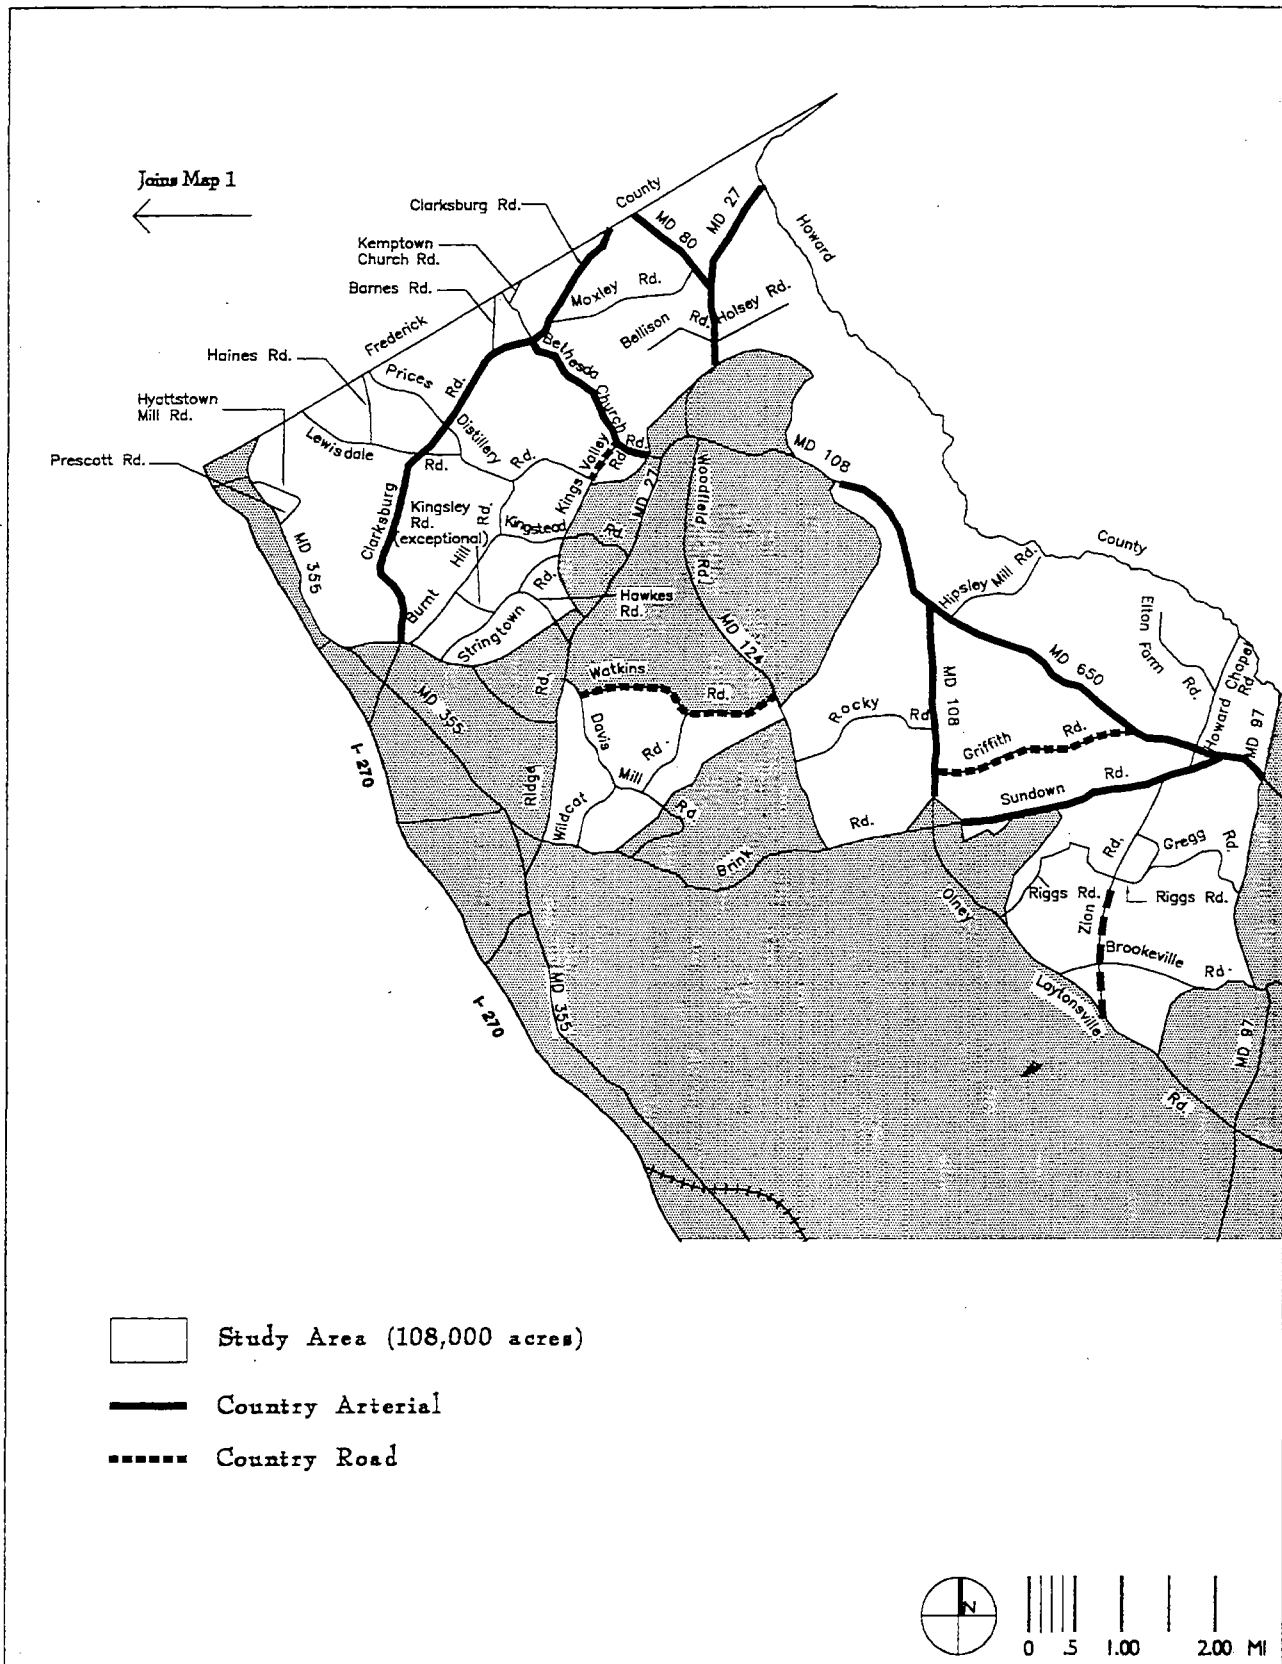 Joins Map 1
Clarksburg Rd.
County
MD 80
MD 27
Howard
Kemptown
Church Rd.
Barnes Rd.
Moxley Rd.
Bellison Rd.
Holsey Rd.
Frederick
Haines Rd.
Prices
Distillery
Rd.
Rd.
Bethesda
Church
Rd.
Hyattstown
Mill Rd.
Lewisdale
Rd.
Prescott Rd.
Kings
Valley
Rd.
MD 27
Woodfield
Rd.)
MD 108
Clarksburg
Kingsley
Rd.
(exceptional)
Kingstead
Rd.
MD 355
Burnt
Hill
Rd.
Stringtown
Rd.
Hawkes
Rd.
MD 124
Hipsley Mill Rd.
County
Elton
Farm
Rd.
MD 650
Howard Chapel
Rd.
MD 97
Watkins
Rd.
MD 355
I-270
Ridge
Rd.
Davis
Mill
Rd.
Rd.
Wildcat
Rocky
Rd.
MD 108
Griffith
Rd.
Sundown
Rd.
Brink
Rd.
Gregg
Rd.
Riggs Rd.
Riggs Rd.
Zion
Rd.
Olney
Brookeville
Rd.
Laytonsville
Rd.
MD 97
MD 355
I-270
Study Area (108,000 acres)
Country Arterial
Country Road
N
0 .5 1.00 2.00 MI